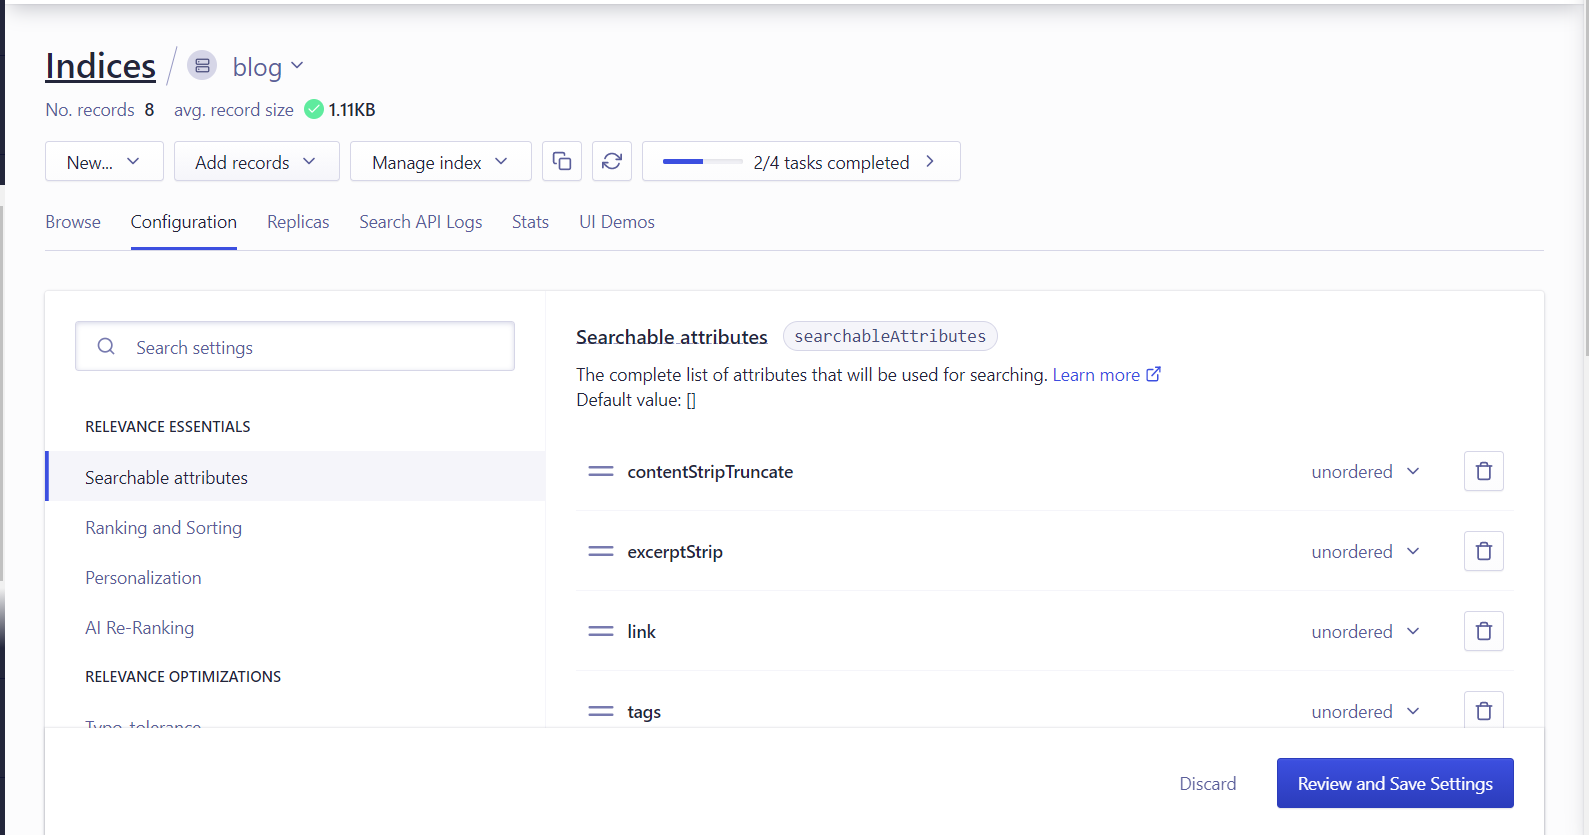 Indices / blog
No. records 8 avg. record size 1.11KB
New... Add records Manage index 2/4 tasks completed
Browse Configuration Replicas Search API Logs Stats UI Demos
Search settings
RELEVANCE ESSENTIALS
Searchable attributes
Ranking and Sorting
Personalization
AI Re-Ranking
RELEVANCE OPTIMIZATIONS
Typo-tolerance
Searchable attributes searchableAttributes
The complete list of attributes that will be used for searching. Learn more
Default value: []
contentStripTruncate unordered
excerptStrip unordered
link unordered
tags unordered
Discard Review and Save Settings